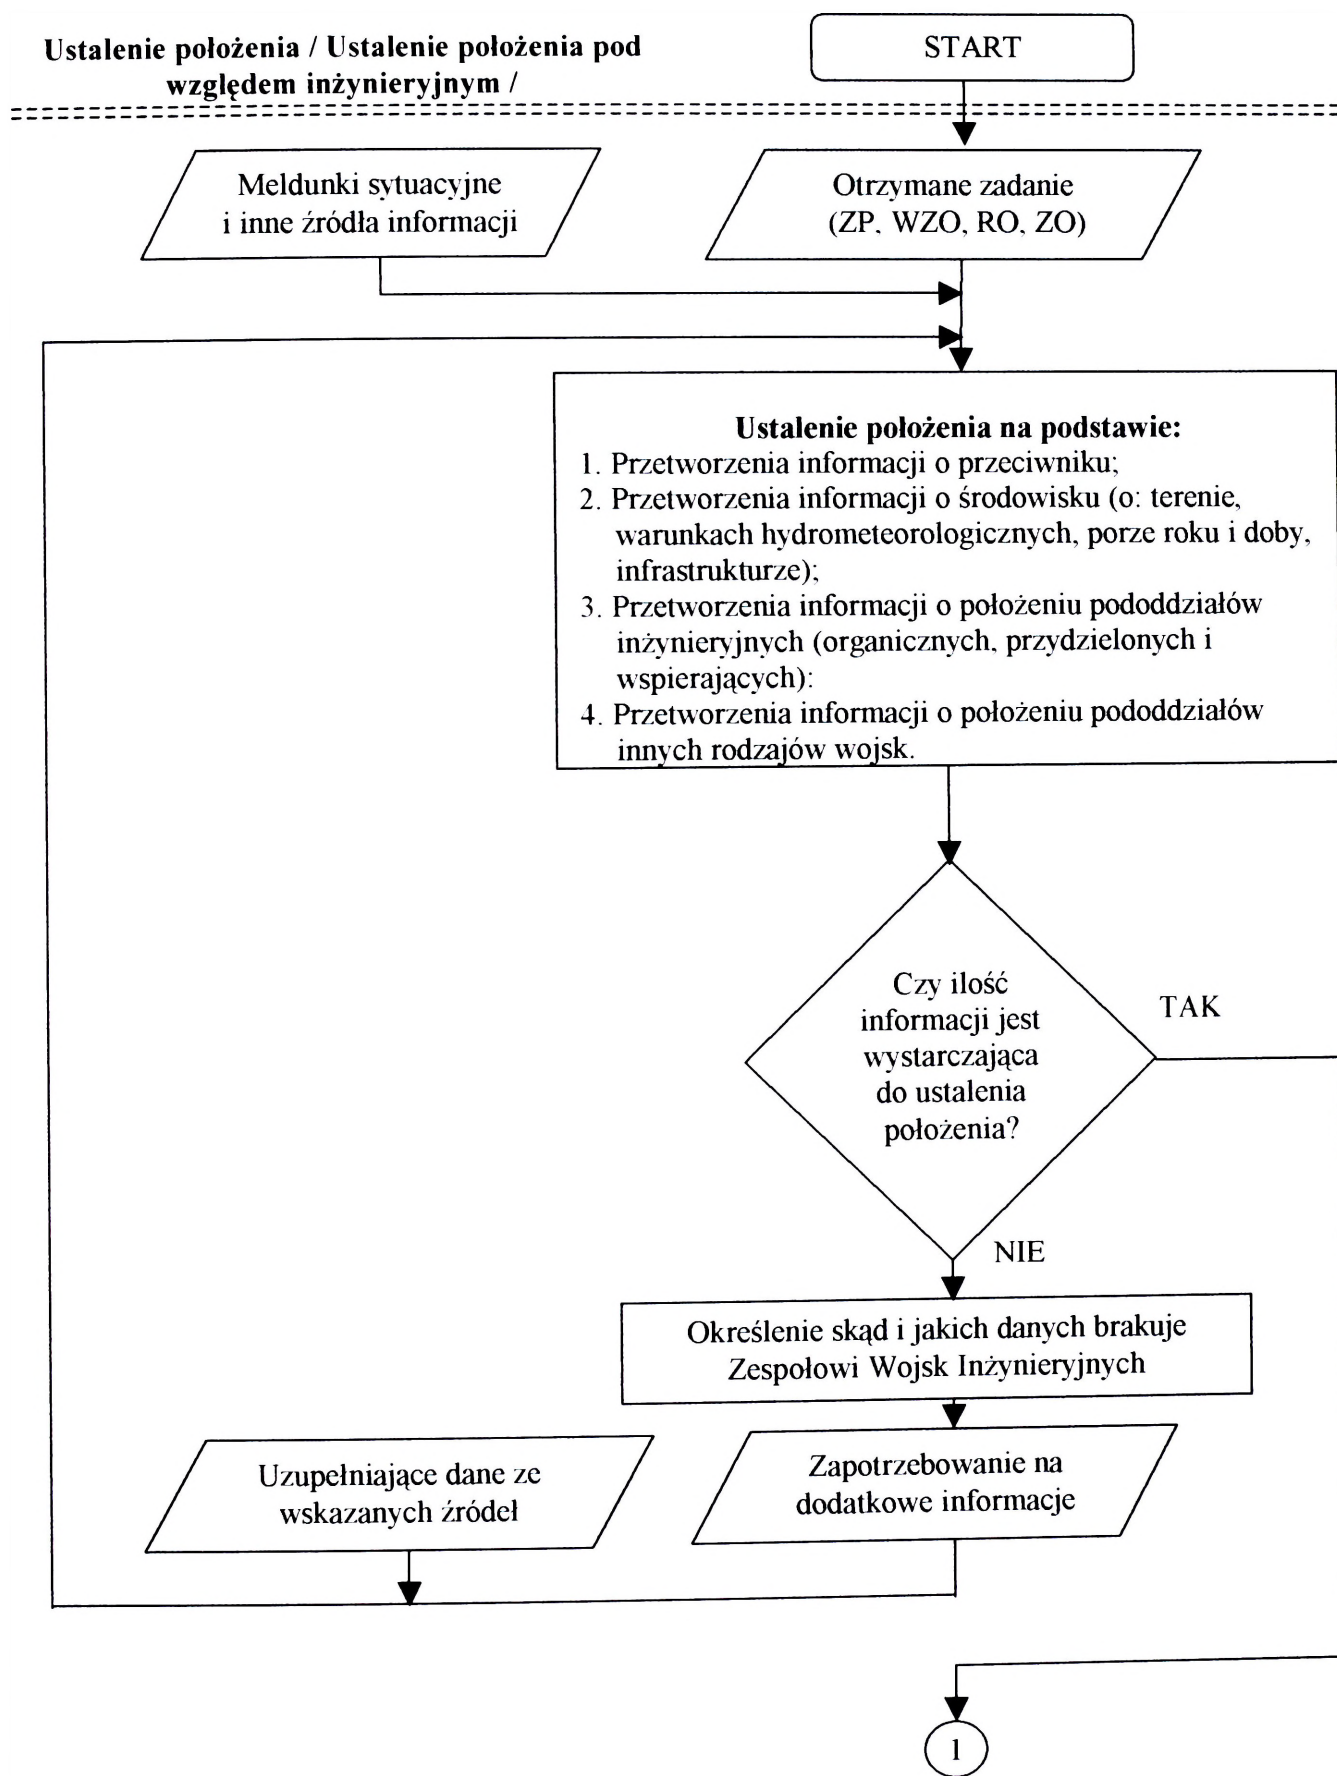 Ustalenie położenia / Ustalenie położenia pod
względem inżynieryjnym /
START
Meldunki sytuacyjne
i inne źródła informacji
Otrzymane zadanie
(ZP, WZO, RO, ZO)
Ustalenie położenia na podstawie:
1. Przetworzenia informacji o przeciwniku;
2. Przetworzenia informacji o środowisku (o: terenie,
warunkach hydrometeorologicznych, porze roku i doby,
infrastrukturze);
3. Przetworzenia informacji o położeniu pododdziałów
inżynieryjnych (organicznych, przydzielonych i
wspierających):
4. Przetworzenia informacji o położeniu pododdziałów
innych rodzajów wojsk.
Czy ilość
informacji jest
wystarczająca
do ustalenia
położenia?
TAK
NIE
Określenie skąd i jakich danych brakuje
Zespołowi Wojsk Inżynieryjnych
Uzupełniające dane ze
wskazanych źródeł
Zapotrzebowanie na
dodatkowe informacje
1